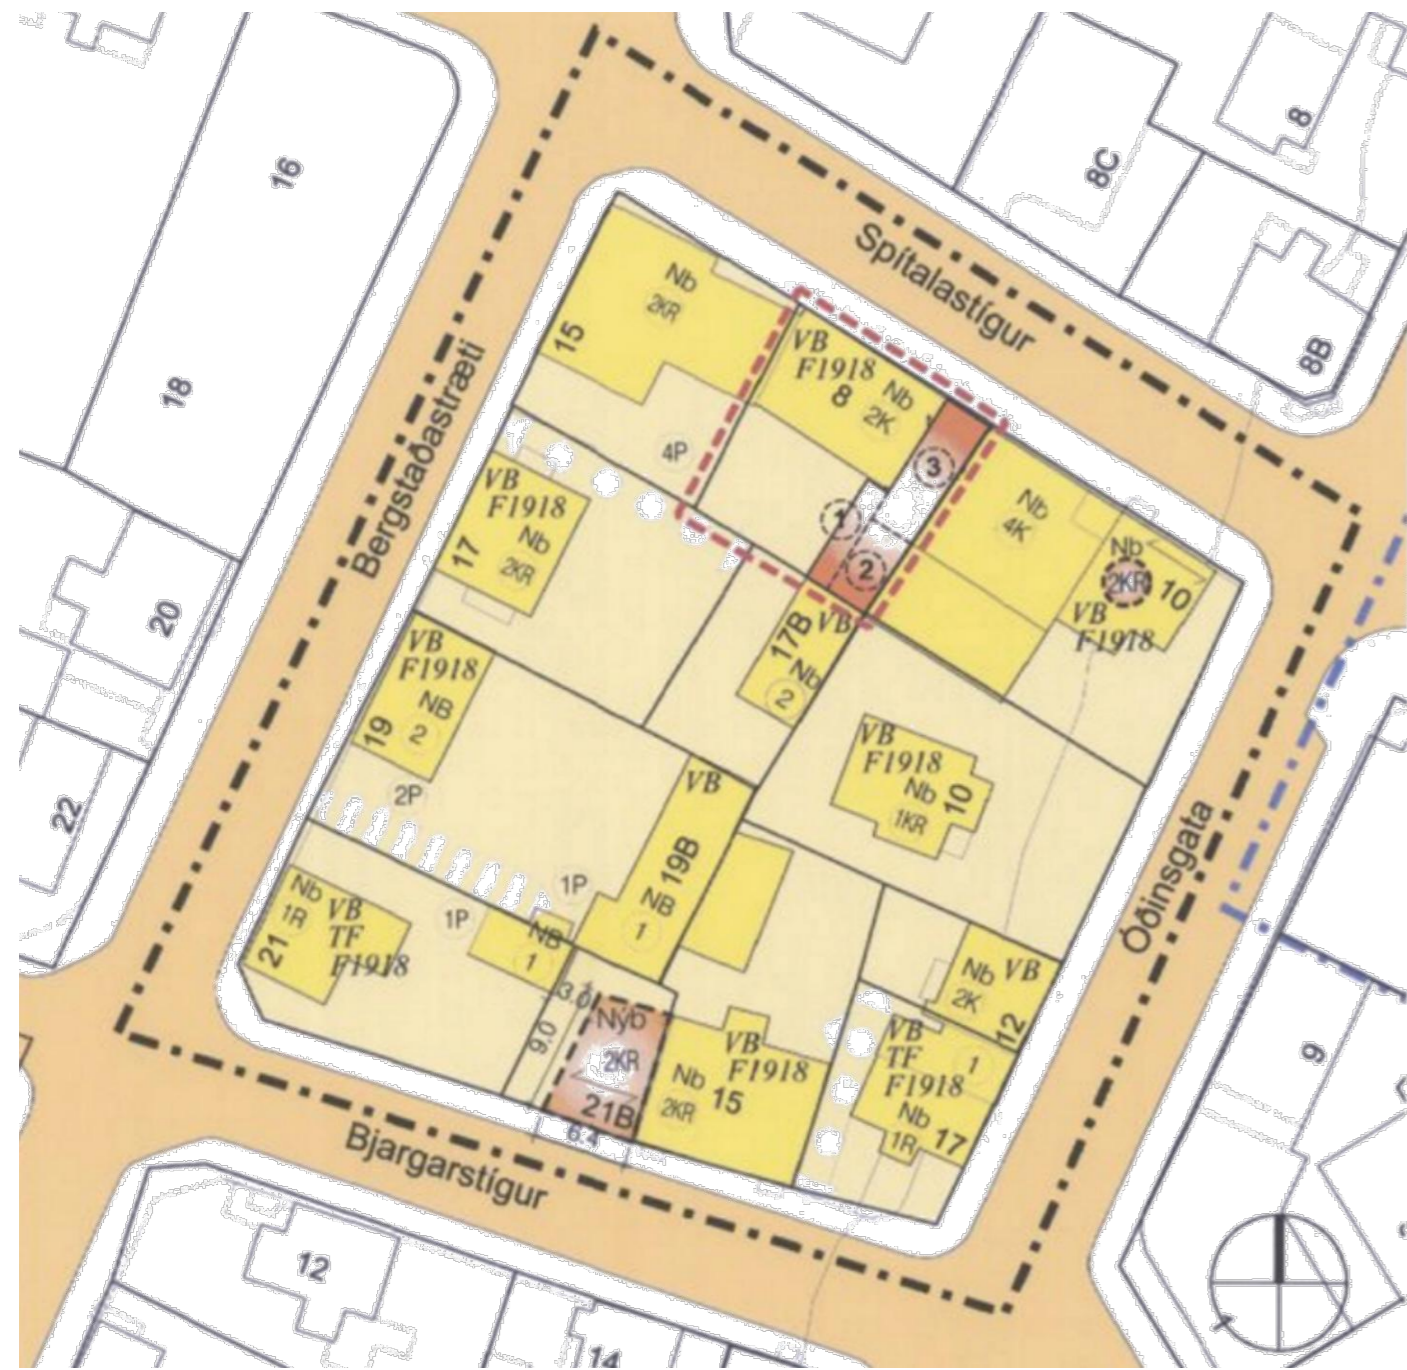 16
8
8C
Spítalastígur
8B
18
Bergstaðastræti
Nb
2KR
15
VB
F1918
8
Nb
2K
3
4P
1
2
Nb
4K
Nb
2KR
10
VB
F1918
VB
F1918
17
Nb
2KR
20
VB
17B
Nb
2
VB
F1918
NB
19
2
VB
F1918
Nb
10
1KR
22
2P
VB
19B
NB
1
1P
1P
Óðinsgata
Nb
1R
VB
TF
F1918
21
NB
1
Nb
VB
2K
12
3.0
9.0
Nýb
2KR
21B
6.4
VB
F1918
Nb
15
2KR
VB
TF
F1918
1
Nb
1R
17
9
Bjargarstígur
12
14